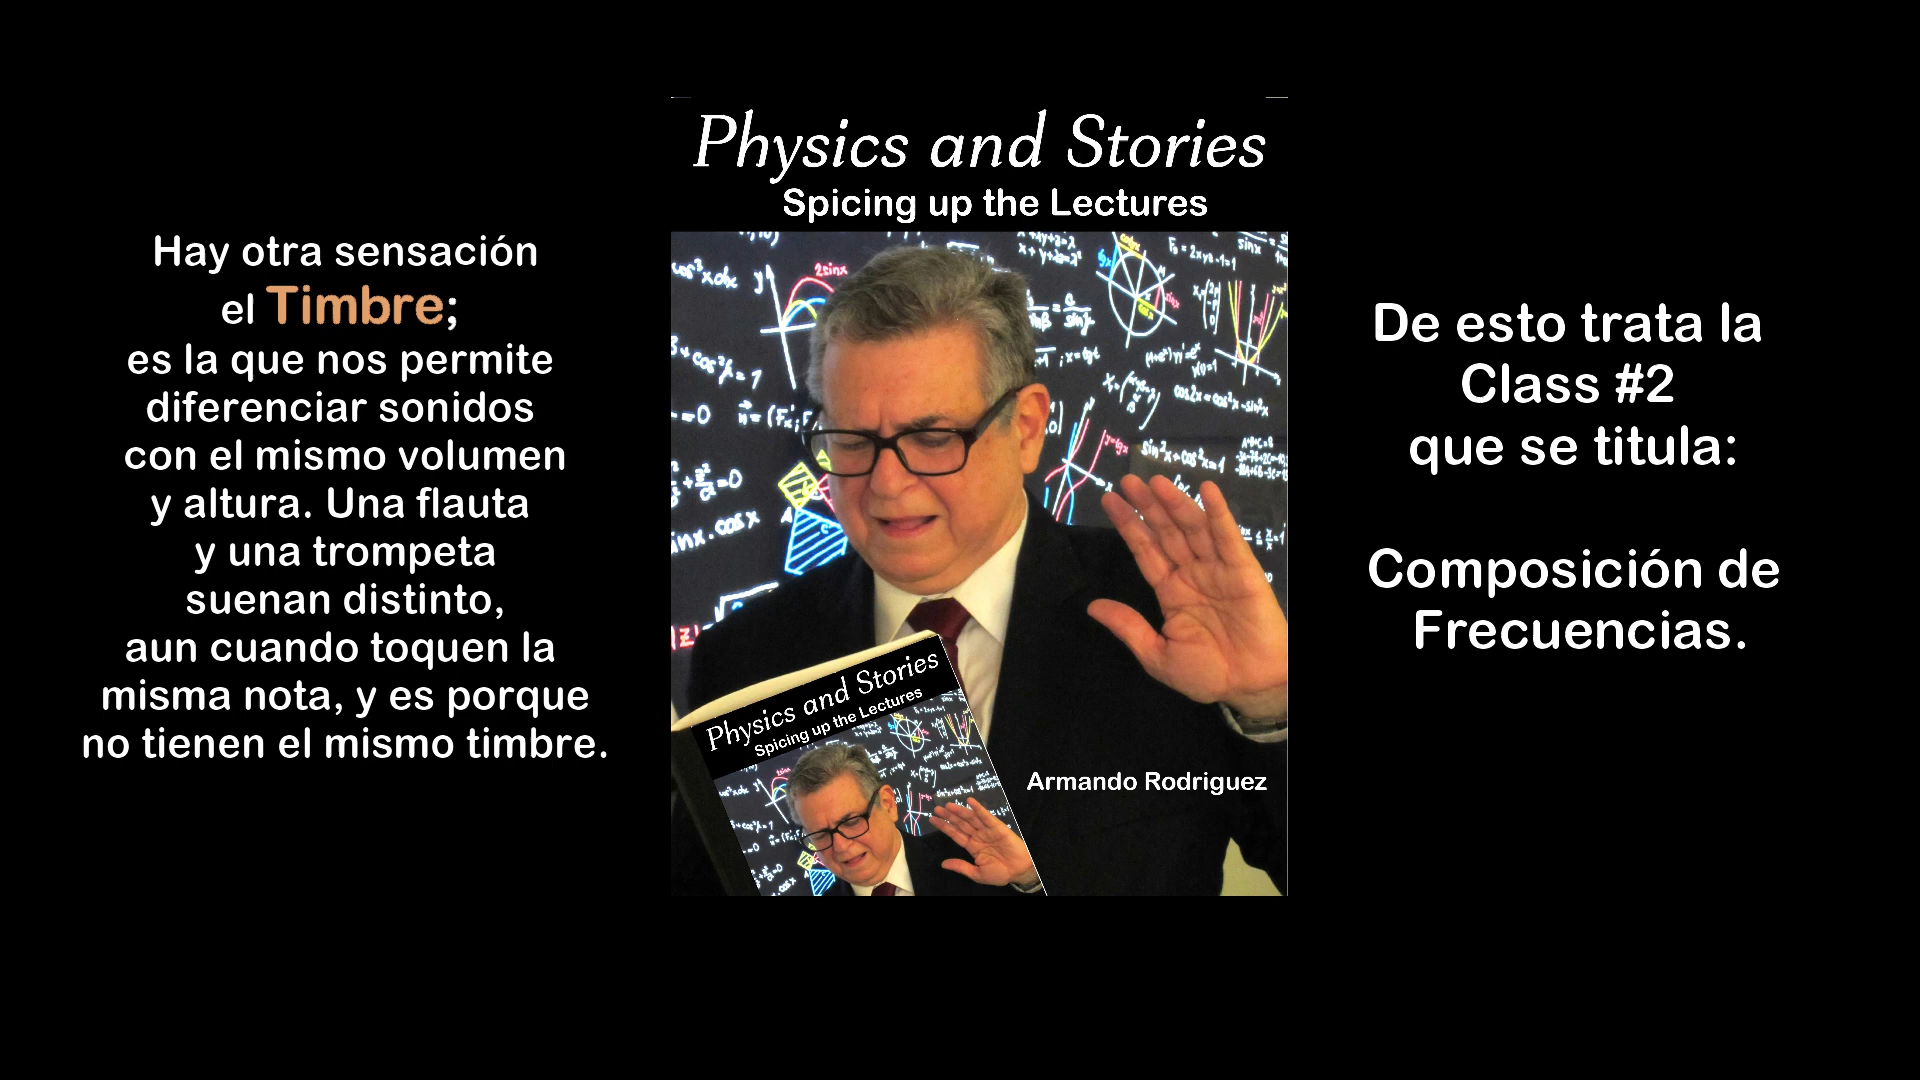 Hay otra sensación
el Timbre;
es la que nos permite
diferenciar sonidos
con el mismo volumen
y altura. Una flauta
y una trompeta
suenan distinto,
aun cuando toquen la
misma nota, y es porque
no tienen el mismo timbre.
Physics and Stories
Spicing up the Lectures
Physics and Stories
Spicing up the Lectures
Armando Rodriguez
De esto trata la
Class #2
que se titula:
Composición de
Frecuencias.